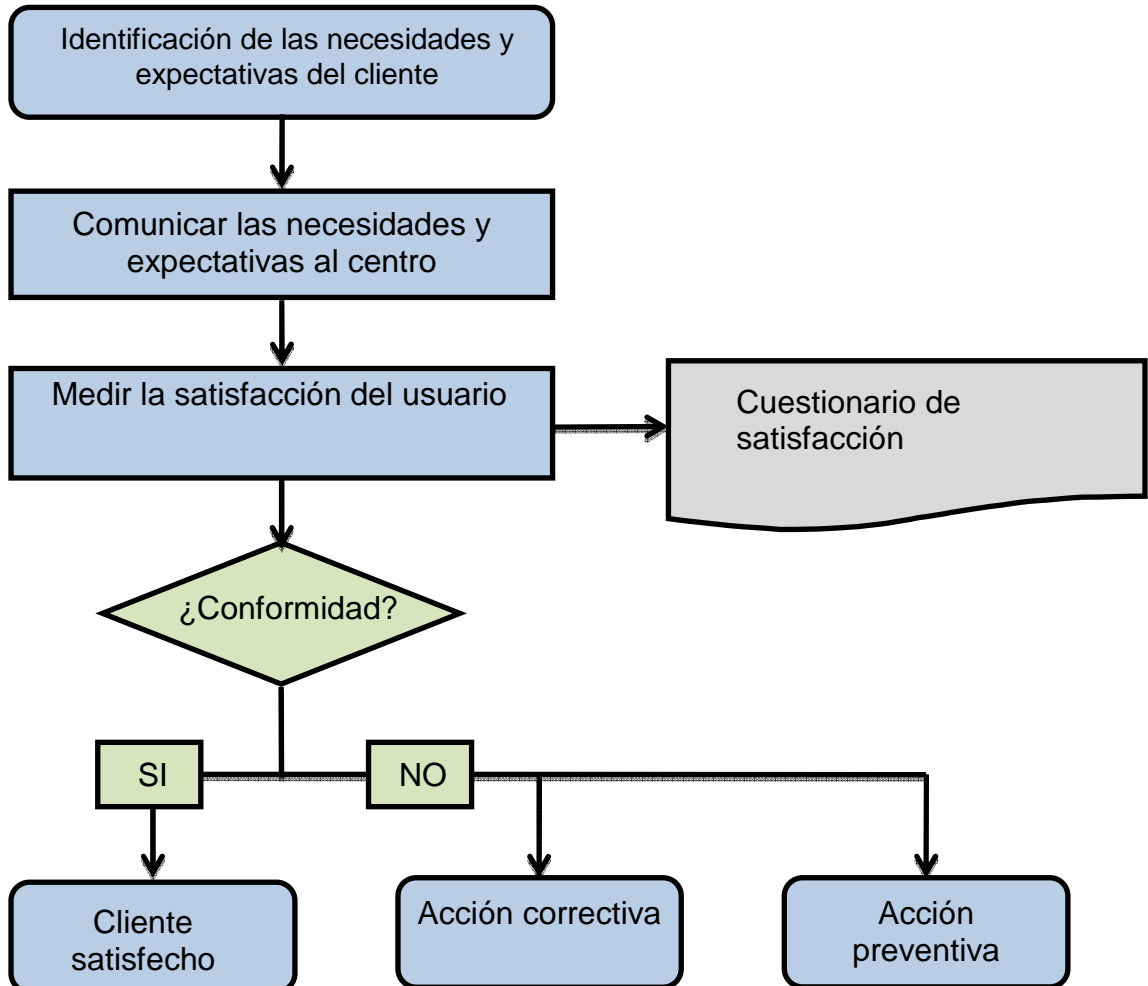 Identificación de las necesidades y
expectativas del cliente
Comunicar las necesidades y
expectativas al centro
Medir la satisfacción del usuario
Cuestionario de
satisfacción
¿Conformidad?
SI
NO
Cliente
satisfecho
Acción correctiva
Acción
preventiva